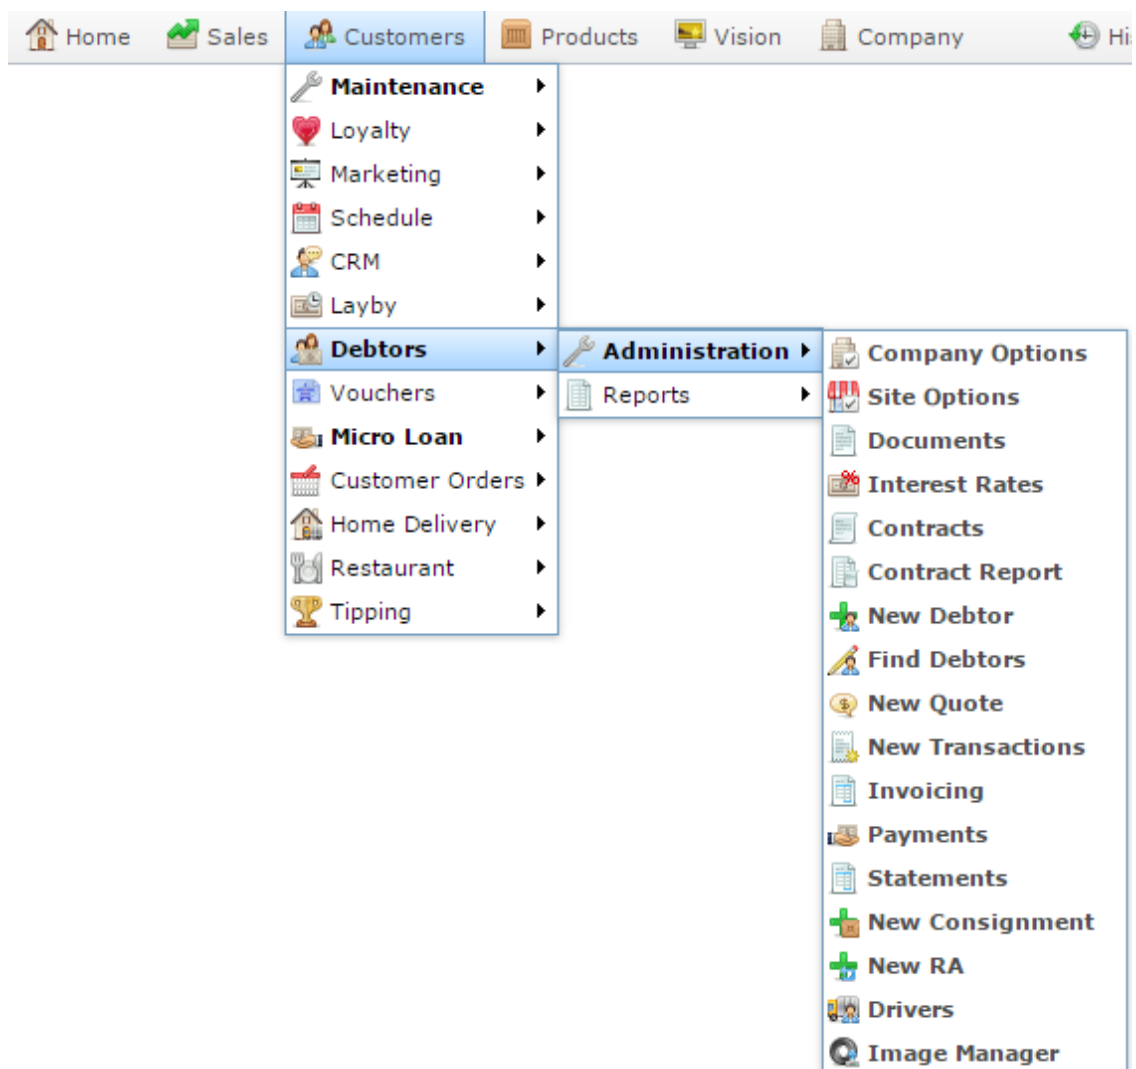 Home Sales Customers Products Vision Company
Maintenance
Loyalty
Marketing
Schedule
CRM
Layby
Debtors
Vouchers
Micro Loan
Customer Orders
Home Delivery
Restaurant
Tipping
Administration
Reports
Company Options
Site Options
Documents
Interest Rates
Contracts
Contract Report
New Debtor
Find Debtors
New Quote
New Transactions
Invoicing
Payments
Statements
New Consignment
New RA
Drivers
Image Manager